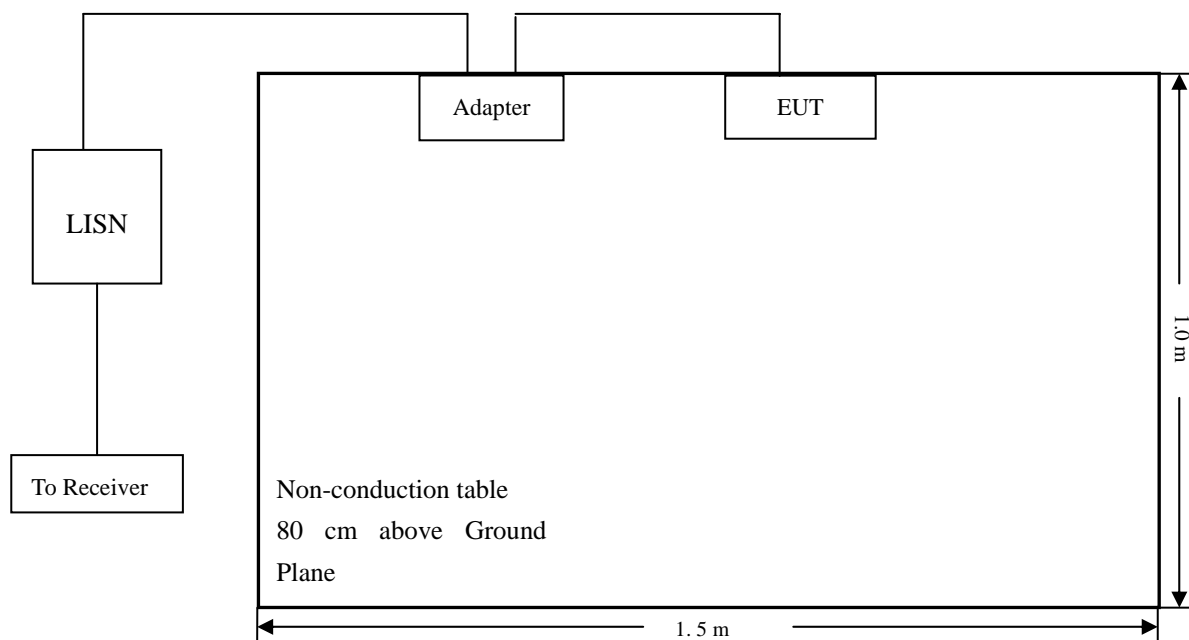 Adapter
EUT
LISN
1.0 m
To Receiver
Non-conduction table
80 cm above Ground
Plane
1. 5 m